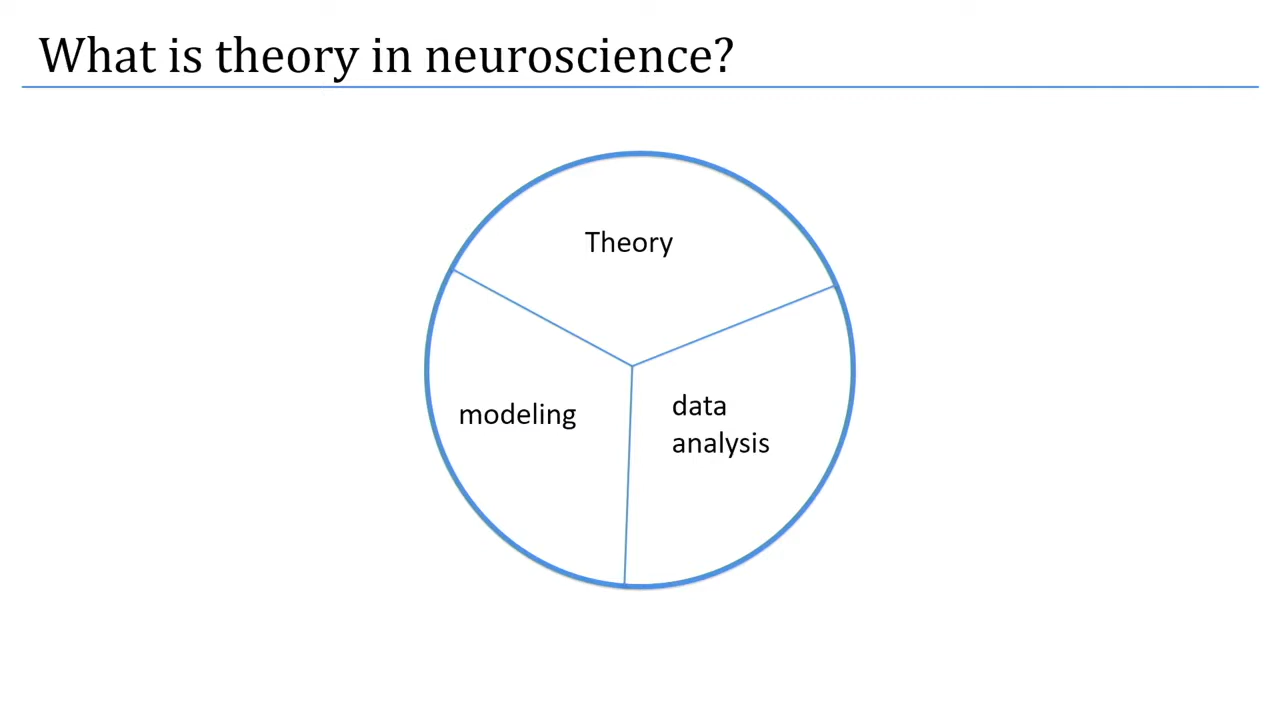 What is theory in neuroscience?
Theory
modeling
data
analysis